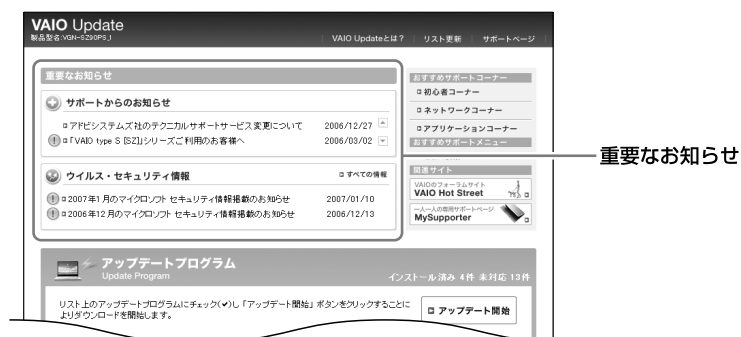 VAIO Update
製品型名:VGN-SZ90PS_I
VAIO Updateとは? リスト更新 サポートページ
重要なお知らせ
サポートからのお知らせ
アドビシステムズ社のテクニカルサポートサービス変更について 2006/12/27
「VAIO type S [SZ]」シリーズご利用のお客様へ 2006/03/02
ウイルス・セキュリティ情報 すべての情報
2007年1月のマイクロソフト セキュリティ情報掲載のお知らせ 2007/01/10
2006年12月のマイクロソフト セキュリティ情報掲載のお知らせ 2006/12/13
おすすめサポートコーナー
初心者コーナー
ネットワークコーナー
アプリケーションコーナー
おすすめサポートメニュー
関連サイト
VAIOのフォーラムサイト
VAIO Hot Street
一人一人の専用サポートページ
MySupporter
重要なお知らせ
アップデートプログラム
Update Program
インストール済み 4件 未対応 13件
リスト上のアップデートプログラムにチェック(✔)し「アップデート開始」ボタンをクリックすることに
よりダウンロードを開始します。
アップデート開始